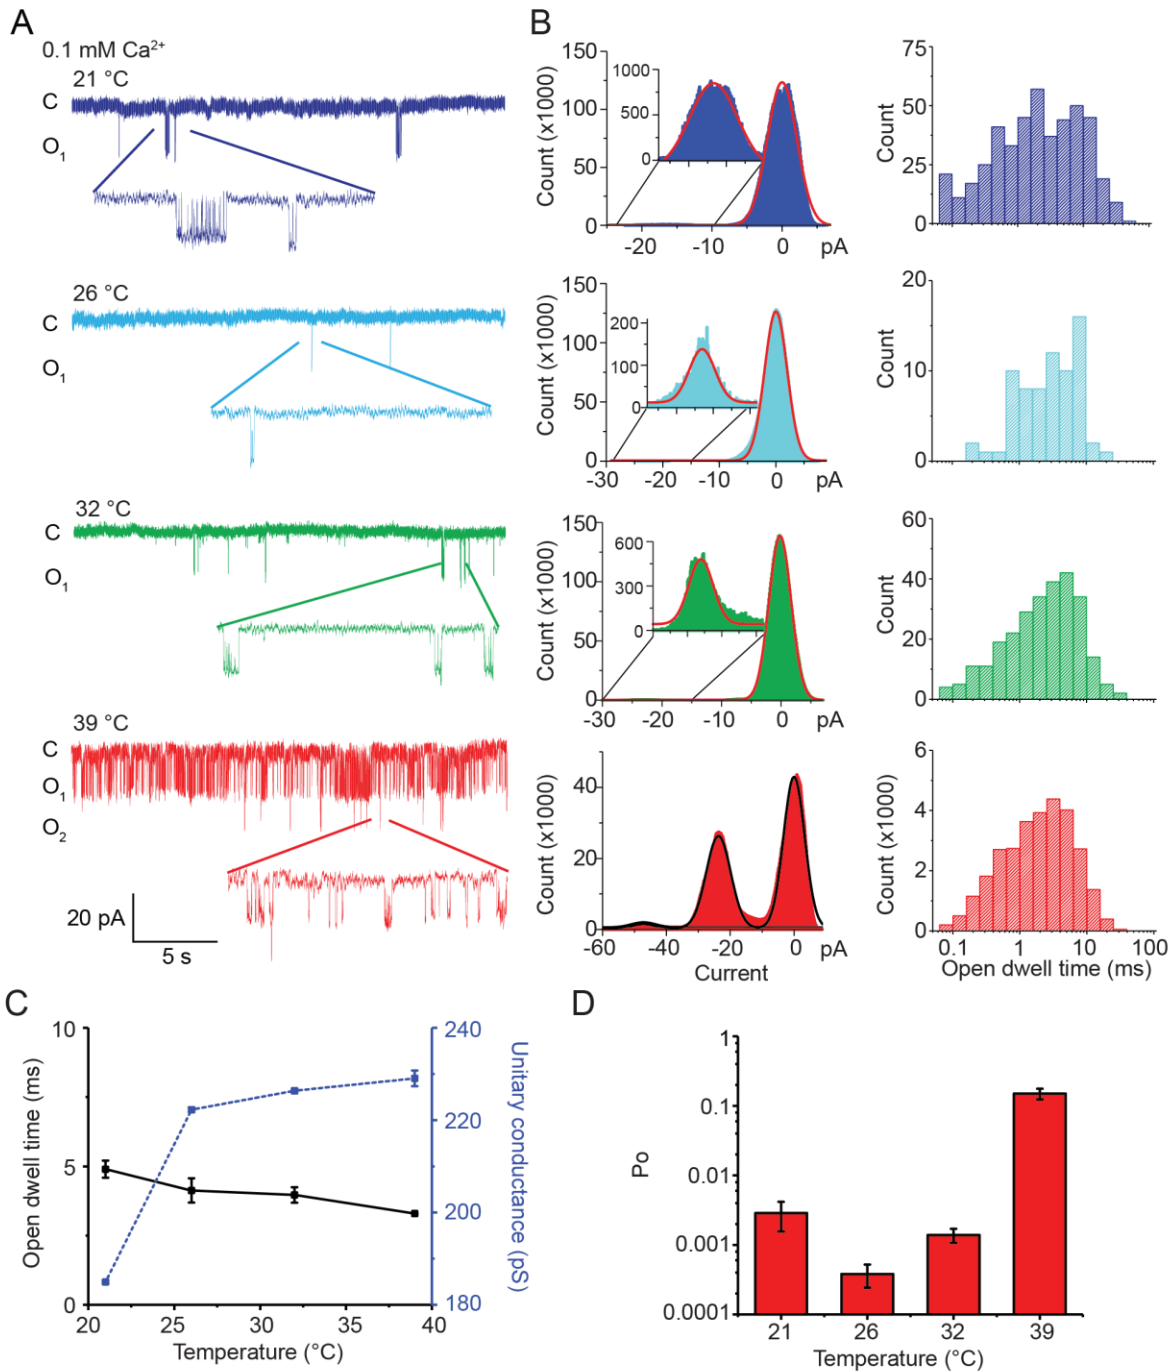 A
0.1 mM Ca²⁺
21 °C
C
O₁
26 °C
C
O₁
32 °C
C
O₁
39 °C
C
O₁
O₂
20 pA
5 s
B
150
100
50
0
Count (x1000)
1000
500
0
-20
-10
0
pA
75
50
25
0
Count
150
100
50
0
Count (x1000)
200
100
0
-30
-20
-10
0
pA
20
10
0
Count
150
100
50
0
Count (x1000)
600
300
0
-30
-20
-10
0
pA
60
40
20
0
Count
40
20
0
Count (x1000)
-60
-40
-20
0
pA
Current
6
4
2
0
Count (x1000)
0.1
1
10
100
Open dwell time (ms)
C
10
5
0
Open dwell time (ms)
240
220
200
180
Unitary conductance (pS)
20
25
30
35
40
Temperature (°C)
D
1
0.1
0.01
0.001
0.0001
Po
21
26
32
39
Temperature (°C)